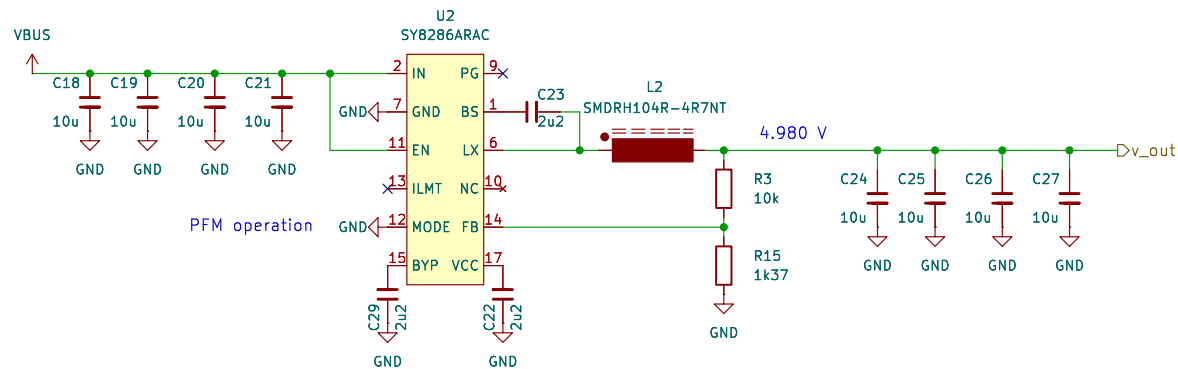 U2
SY8286ARAC
VBUS
C18
10u
GND
C19
10u
GND
C20
10u
GND
C21
10u
GND
2 IN
7 GND
GND
11 EN
13 ILMT
12 MODE
GND
15 BYP
PG 9
BS 1
LX 6
NC 10
FB 14
VCC 17
PFM operation
C29
2u2
GND
C22
2u2
GND
C23
2u2
L2
SMDRH104R-4R7NT
4.980 V
R3
10k
R15
1k37
GND
C24
10u
GND
C25
10u
GND
C26
10u
GND
C27
10u
GND
v_out